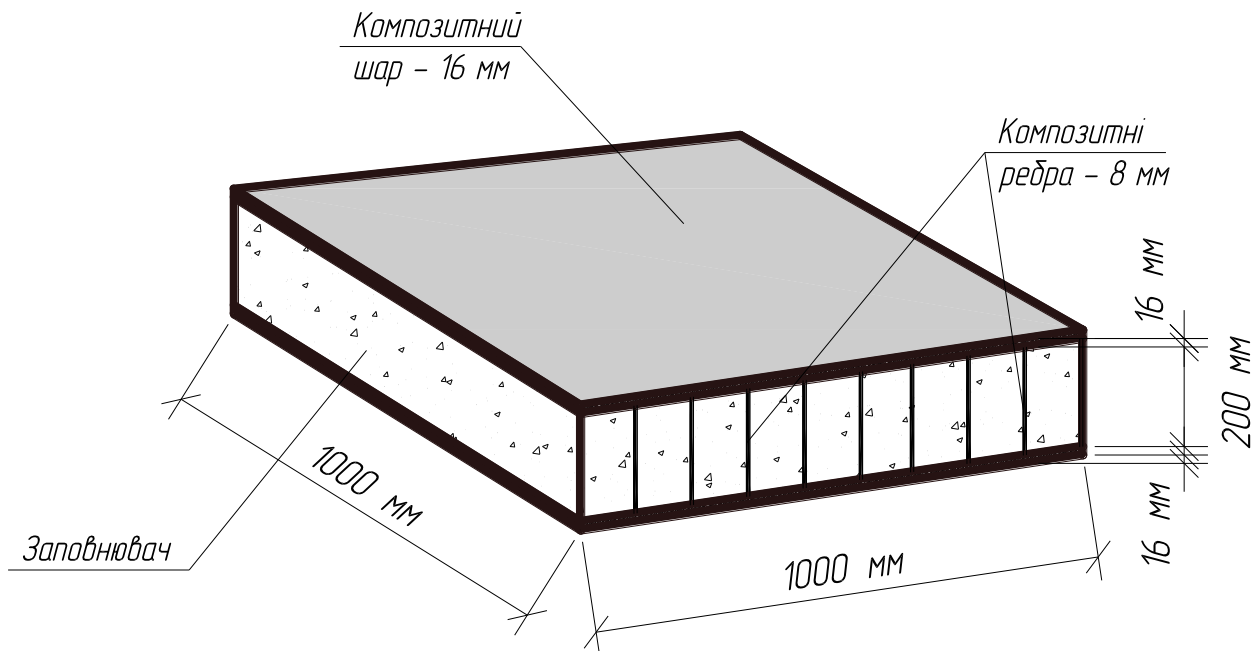 Композитний
шар – 16 мм
Композитні
ребра – 8 мм
16 мм
200 мм
16 мм
1000 мм
1000 мм
Заповнювач